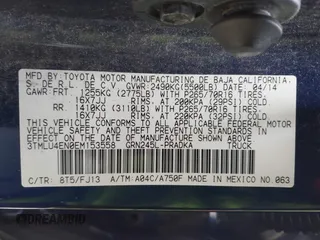 MFD BY TOYOTA MOTOR MANUFACTURING DE BAJA CALIFORNIA,
S. DE R. L. DE C.V GVWR:2490KG(5500LB) DATE: 04/14
GAWR FRT. 1255KG (2775LB) WITH P265/70R16 TIRES,
16X7JJ RIMS, AT 200KPA (29PSI) COLD
RR: 1410KG (3110LB) WITH P265/70R16 TIRES,
16X7JJ RIMS, AT 220KPA (32PSI) COLD
THIS VEHICLE CONFORMS TO ALL APPLICABLE
FEDERAL MOTOR VEHICLE SAFETY STANDARDS IN
EFFECT ON THE DATE OF MANUFACTURE SHOWN ABOVE.
3TMLU4EN0EM153558 GRN245L-PRADKA TRUCK
C/TR: 8T5/FJ13 A/TM:A04C/A750F MADE IN MEXICO NO.063
EPIC DREAMBID